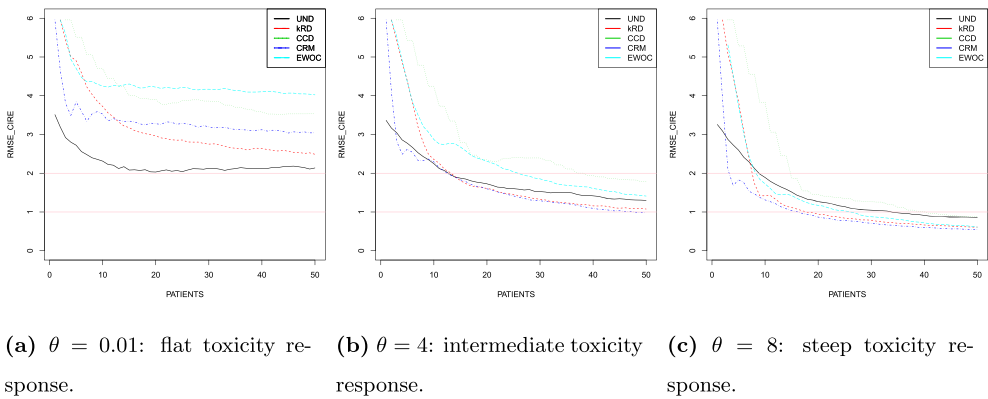 UND
kRD
CCD
CRM
EWOC
RMSE_CIRE
0 1 2 3 4 5 6
0 10 20 30 40 50
PATIENTS
UND
kRD
CCD
CRM
EWOC
RMSE_CIRE
0 1 2 3 4 5 6
0 10 20 30 40 50
PATIENTS
UND
kRD
CCD
CRM
EWOC
RMSE_CIRE
0 1 2 3 4 5 6
0 10 20 30 40 50
PATIENTS
(a) θ = 0.01: flat toxicity re-
sponse.
(b) θ = 4: intermediate toxicity
response.
(c) θ = 8: steep toxicity re-
sponse.